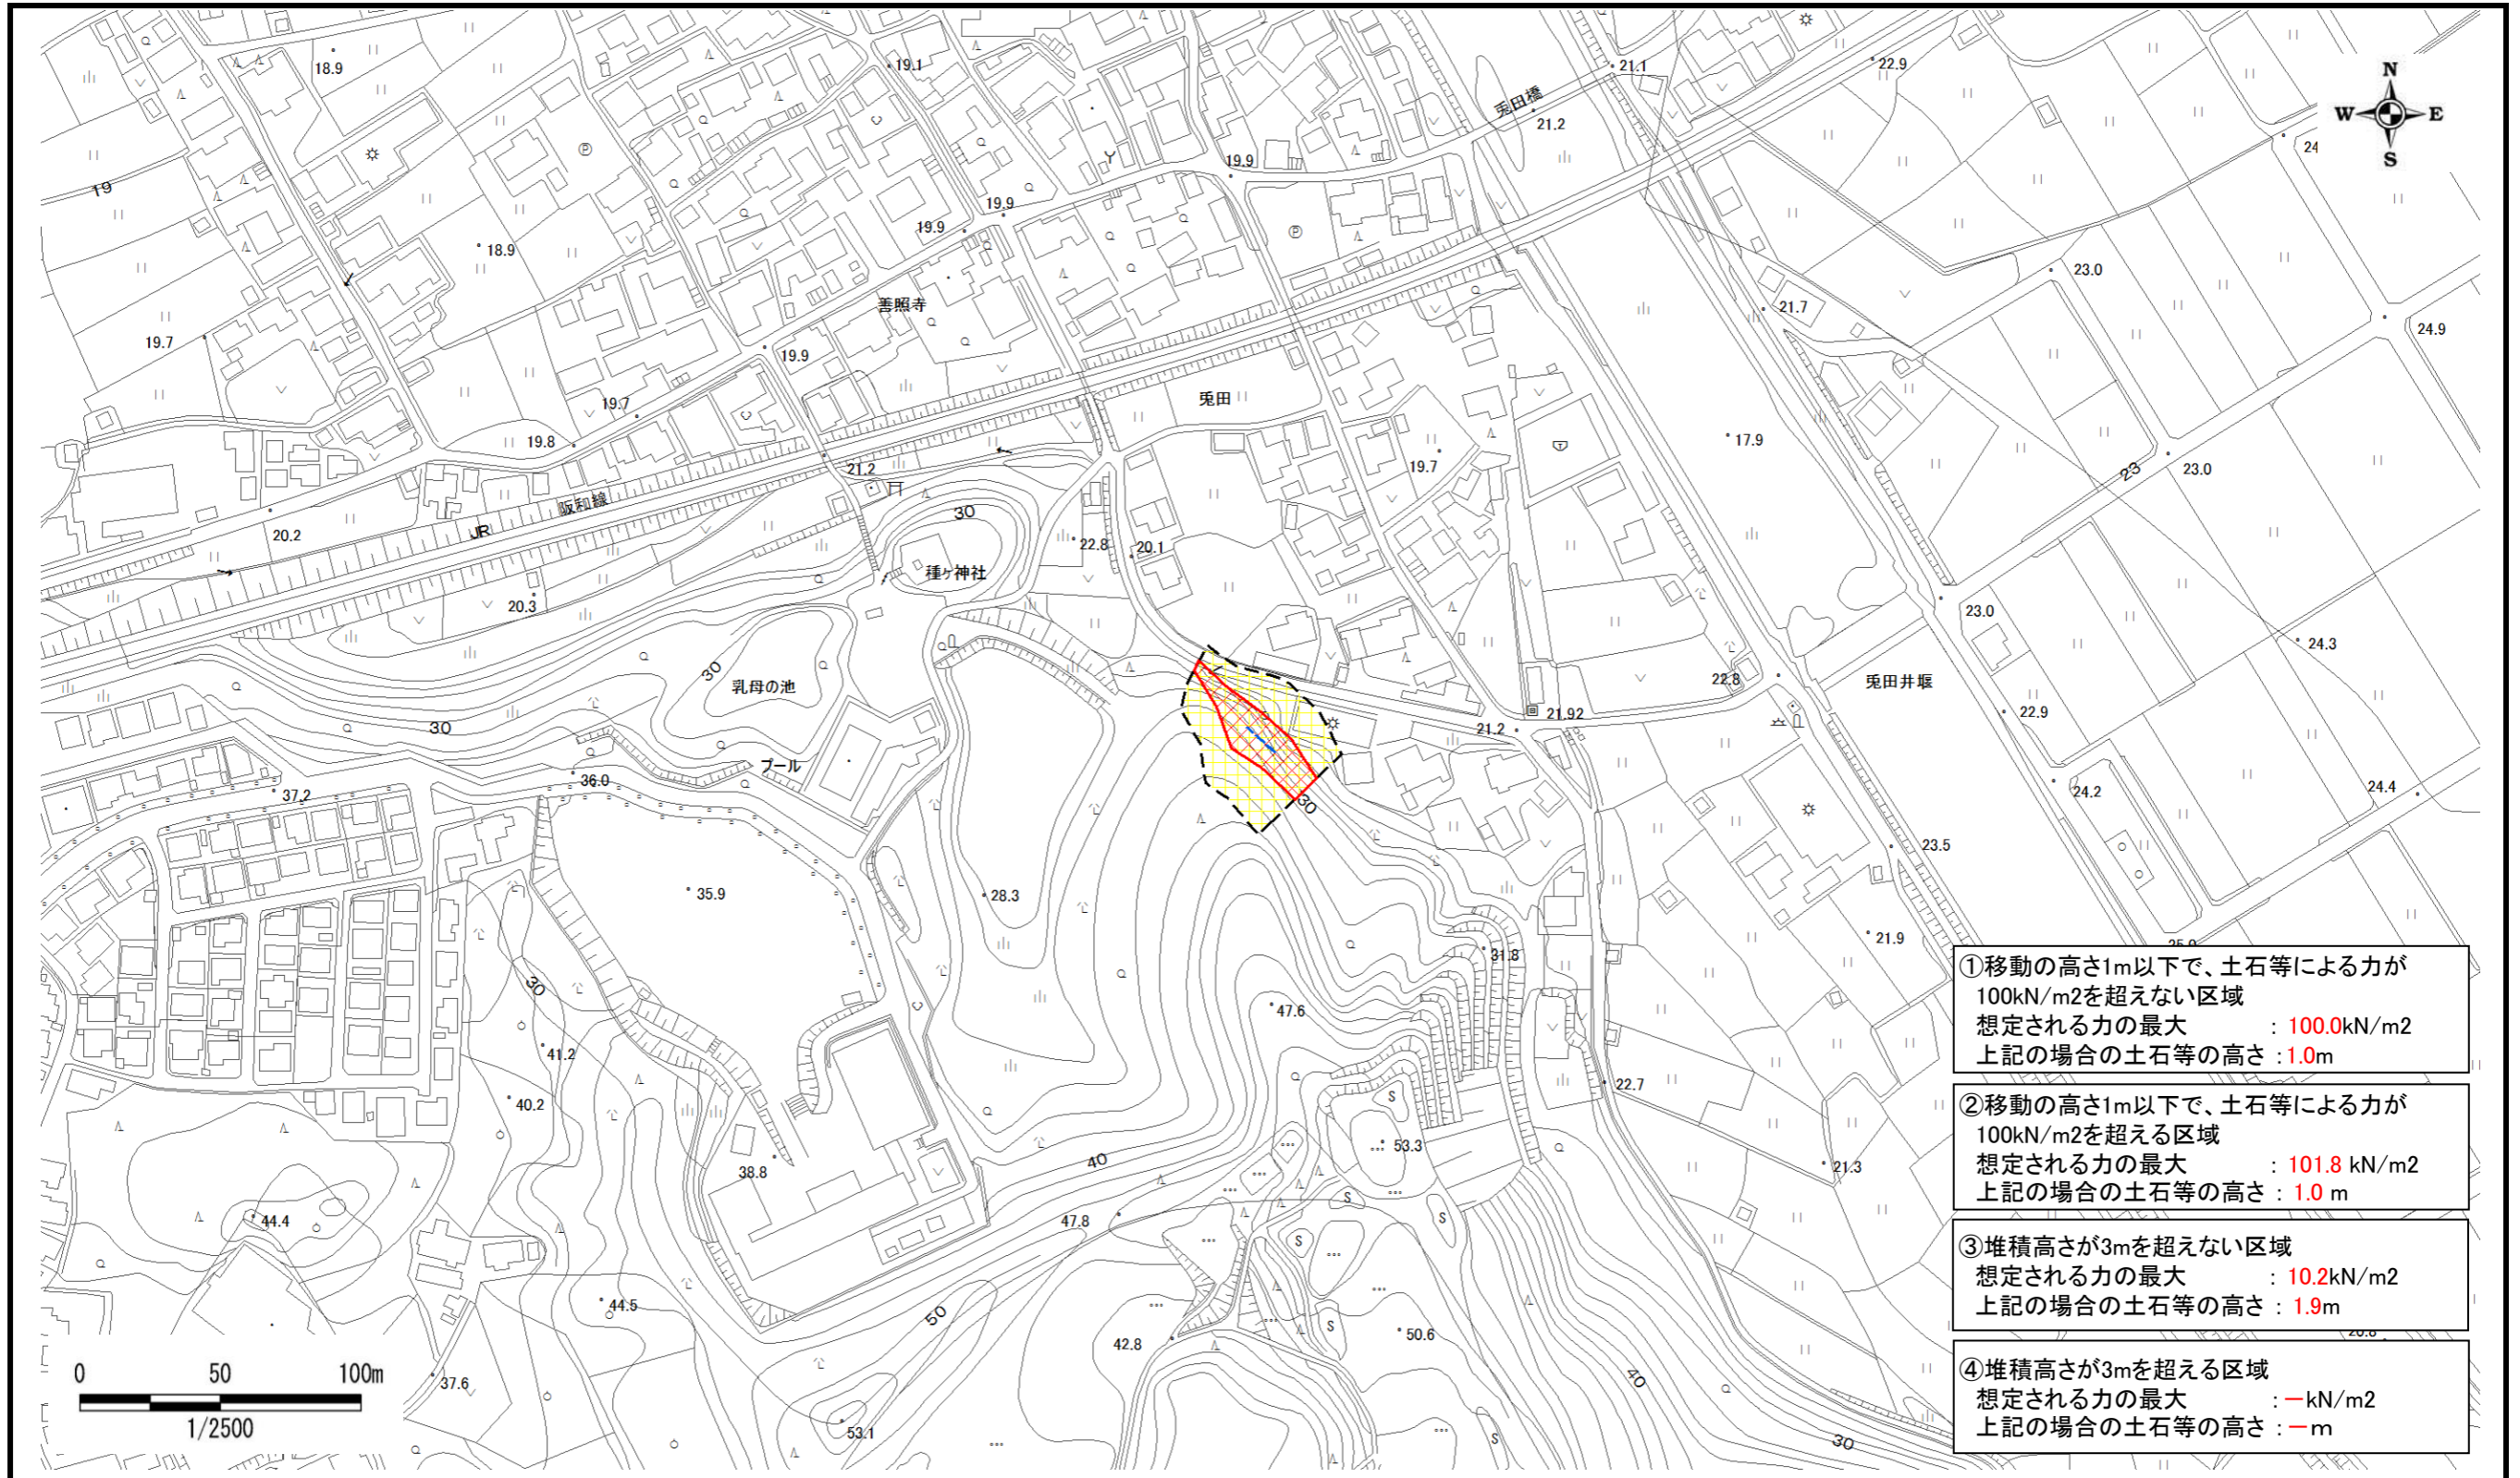 N
W E
S
18.9
19.1
21.1
22.9
兎田橋
21.2
24
19
19.9
19.9
19.9
18.9
23.0
善照寺
21.7
24.9
19.7
19.9
兎田
19.7
19.8
17.9
19.7
21.2
23
23.0
阪和線
JR
30
20.2
22.8
20.1
種ヶ神社
20.3
23.0
24.3
30
乳母の池
22.8
兎田井堰
21.92
22.9
21.2
30
プール
36.0
37.2
24.2
24.4
30
23.5
35.9
28.3
21.9
31.8
25.0
30
47.6
41.2
22.7
40.2
53.3
21.3
40
38.8
44.4
47.8
44.5
50
50.6
42.8
20.8
37.6
40
53.1
30
①移動の高さ1m以下で、土石等による力が
100kN/m2を超えない区域
想定される力の最大 : 100.0kN/m2
上記の場合の土石等の高さ : 1.0m
②移動の高さ1m以下で、土石等による力が
100kN/m2を超える区域
想定される力の最大 : 101.8 kN/m2
上記の場合の土石等の高さ : 1.0 m
③堆積高さが3mを超えない区域
想定される力の最大 : 10.2kN/m2
上記の場合の土石等の高さ : 1.9m
④堆積高さが3mを超える区域
想定される力の最大 : ーkN/m2
上記の場合の土石等の高さ : ーm
0 50 100m
1/2500